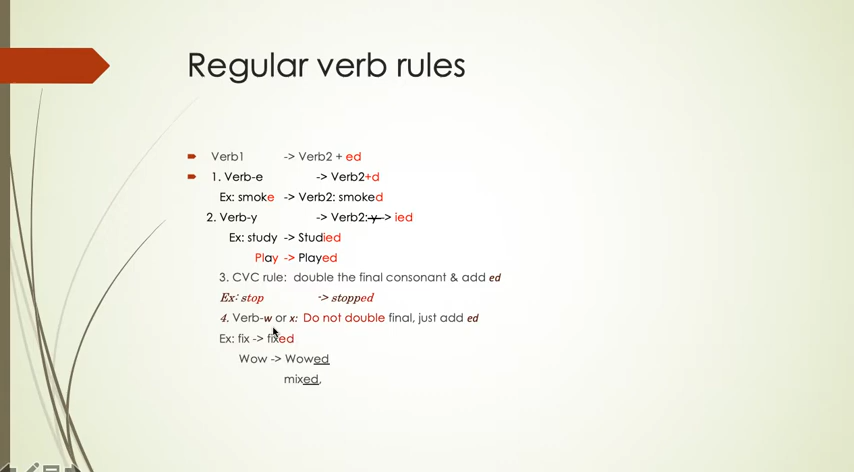 Regular verb rules
Verb1 -> Verb2 + ed
1. Verb-e -> Verb2+d
Ex: smoke -> Verb2: smoked
2. Verb-y -> Verb2: y -> ied
Ex: study -> Studied
Play -> Played
3. CVC rule: double the final consonant & add ed
Ex: stop -> stopped
4. Verb-w or x: Do not double final, just add ed
Ex: fix -> fixed
Wow -> Wowed
mixed,